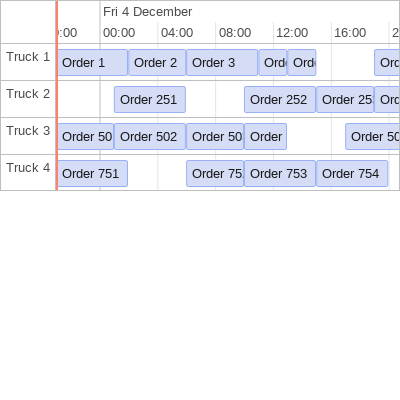 Fri 4 December
:00 00:00 04:00 08:00 12:00 16:00 2
Truck 1 Order 1 Order 2 Order 3 Ord Ord Ord
Truck 2 Order 251 Order 252 Order 25 Ord
Truck 3 Order 50 Order 502 Order 50 Order Order 50
Truck 4 Order 751 Order 75 Order 753 Order 754